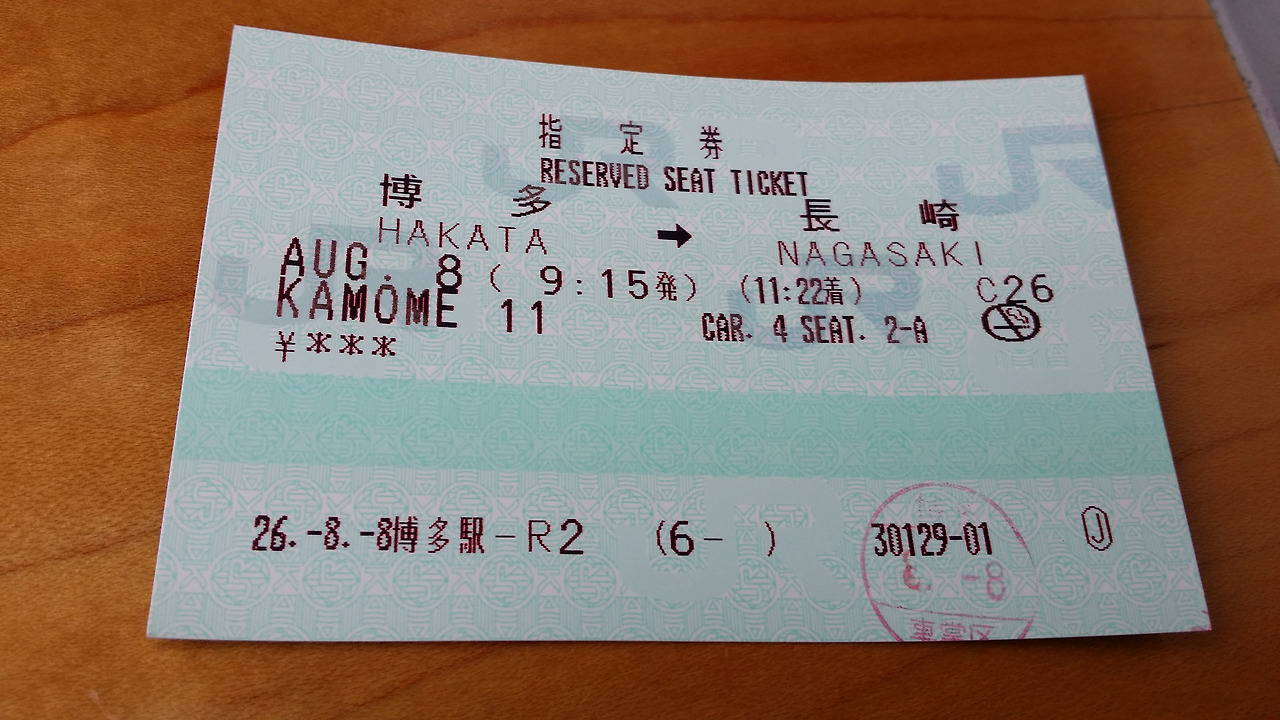 指 定 券
RESERVED SEAT TICKET
博 多 → 長 崎
HAKATA NAGASAKI
AUG. 8 ( 9:15発) (11:22着) C26
KAMOME 11 CAR. 4 SEAT. 2-A
¥***
26.-8.-8博多駅-R2 (6- ) 30129-01 Ⓙ
-8